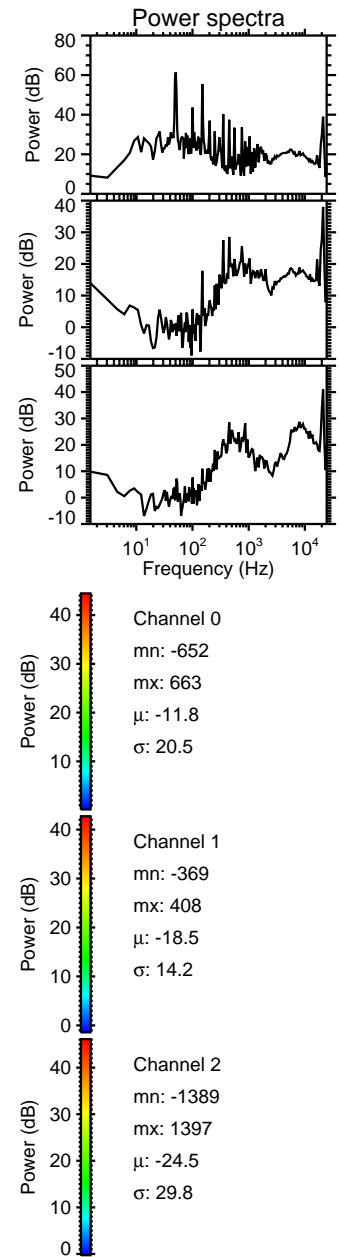 Power spectra
80
60
40
20
0
Power (dB)
40
30
20
10
0
-10
Power (dB)
50
40
30
20
10
0
-10
Power (dB)
10¹ 10² 10³ 10⁴
Frequency (Hz)
40
30
20
10
Power (dB)
Channel 0
mn: -652
mx: 663
μ: -11.8
σ: 20.5
40
30
20
10
0
Power (dB)
Channel 1
mn: -369
mx: 408
μ: -18.5
σ: 14.2
40
30
20
10
0
Power (dB)
Channel 2
mn: -1389
mx: 1397
μ: -24.5
σ: 29.8